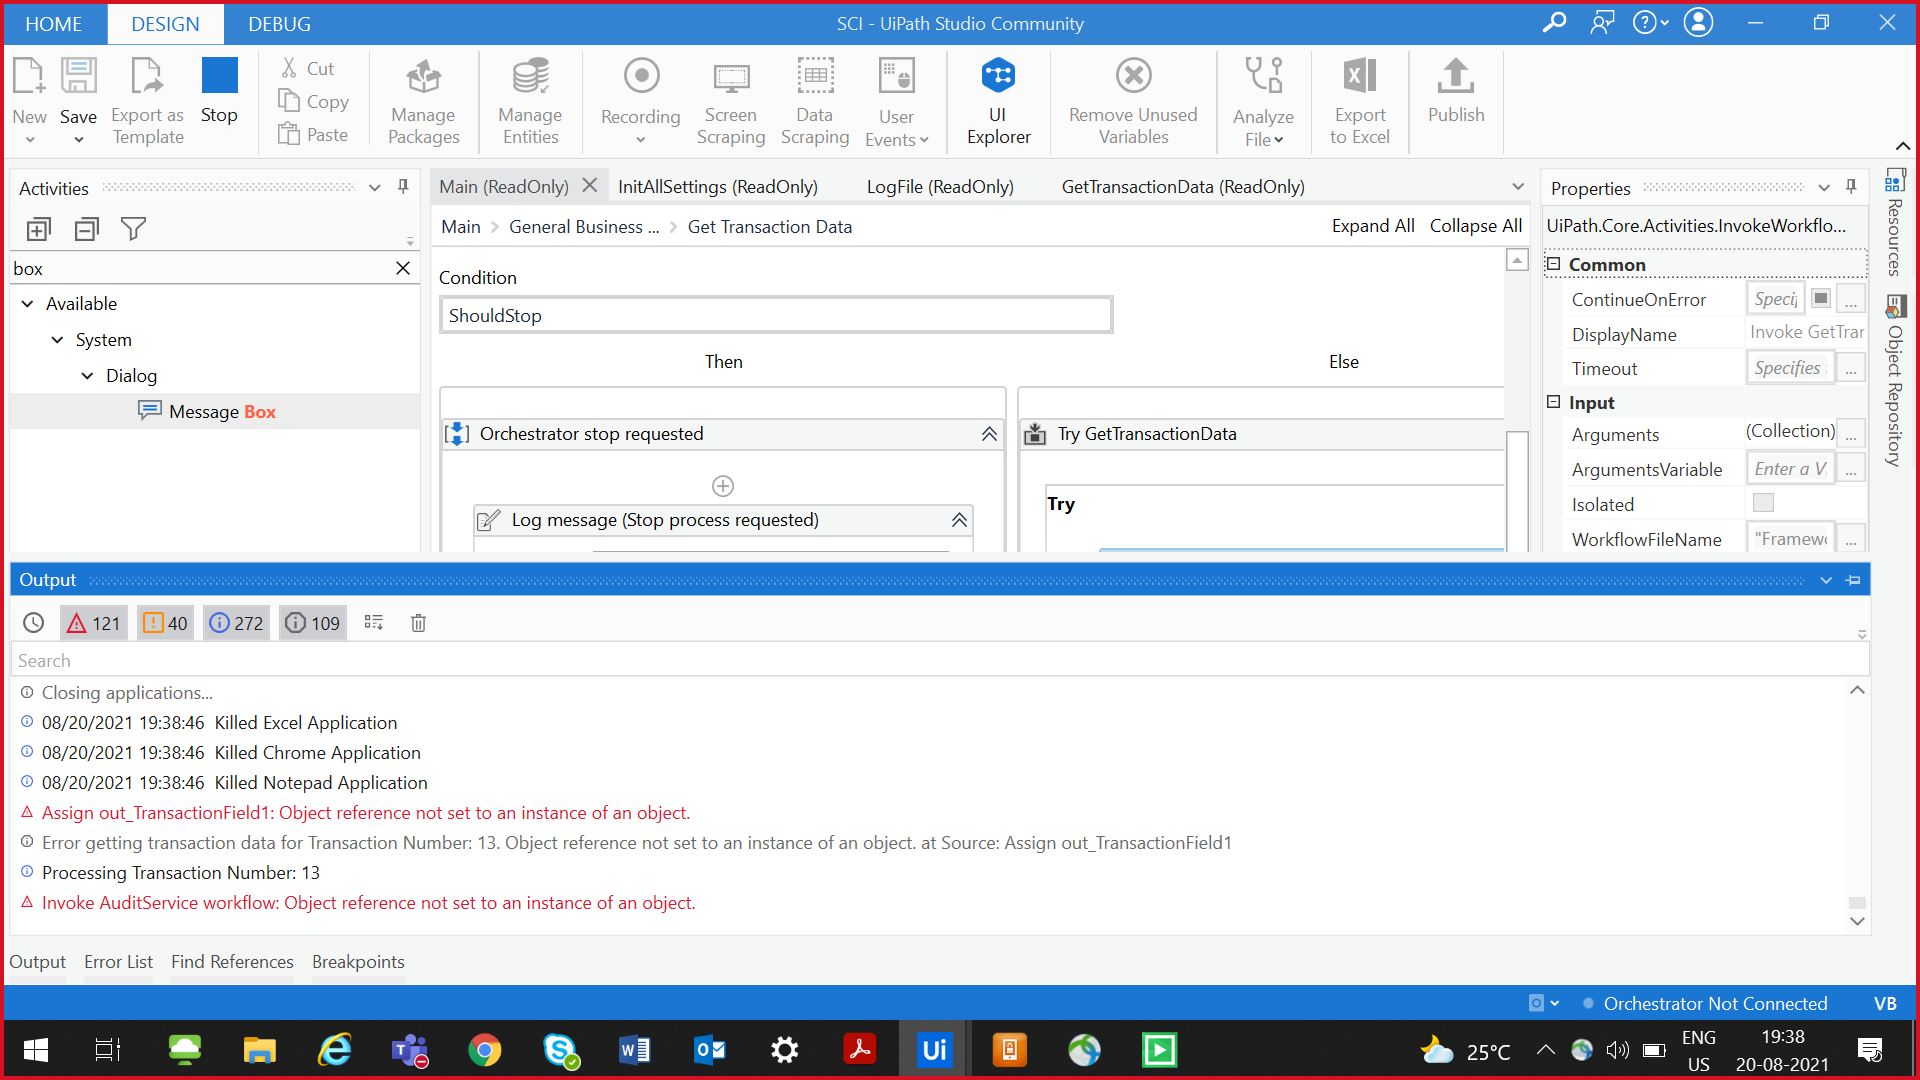 HOME DESIGN DEBUG SCI - UiPath Studio Community
New Save Export as Template Stop Cut Copy Paste Manage Packages Manage Entities Recording Screen Scraping Data Scraping User Events UI Explorer Remove Unused Variables Analyze File Export to Excel Publish
Activities
box
Available
System
Dialog
Message Box
Main (ReadOnly) InitAllSettings (ReadOnly) LogFile (ReadOnly) GetTransactionData (ReadOnly)
Main General Business ... Get Transaction Data Expand All Collapse All
Condition
ShouldStop
Then Else
Orchestrator stop requested Try GetTransactionData
Try
Log message (Stop process requested)
Properties
UiPath.Core.Activities.InvokeWorkflo...
Common
ContinueOnError Speci ...
DisplayName Invoke GetTrar
Timeout Specifies ...
Input
Arguments (Collection) ...
ArgumentsVariable Enter a V ...
Isolated
WorkflowFileName "Framewo ...
Resources
Object Repository
Output
121 40 272 109
Search
Closing applications...
08/20/2021 19:38:46 Killed Excel Application
08/20/2021 19:38:46 Killed Chrome Application
08/20/2021 19:38:46 Killed Notepad Application
Assign out_TransactionField1: Object reference not set to an instance of an object.
Error getting transaction data for Transaction Number: 13. Object reference not set to an instance of an object. at Source: Assign out_TransactionField1
Processing Transaction Number: 13
Invoke AuditService workflow: Object reference not set to an instance of an object.
Output Error List Find References Breakpoints
Orchestrator Not Connected VB
Ui 25°C ENG US 19:38 20-08-2021